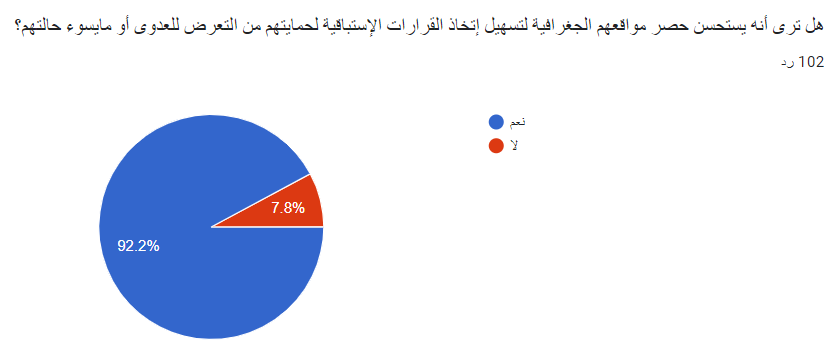 هل ترى أنه يستحسن حصر مواقعهم الجغرافية لتسهيل إتخاذ القرارات الإستباقية لحمايتهم من التعرض للعدوى أو مايسوء حالتهم؟
102 رد
نعم
لا
7.8%
92.2%